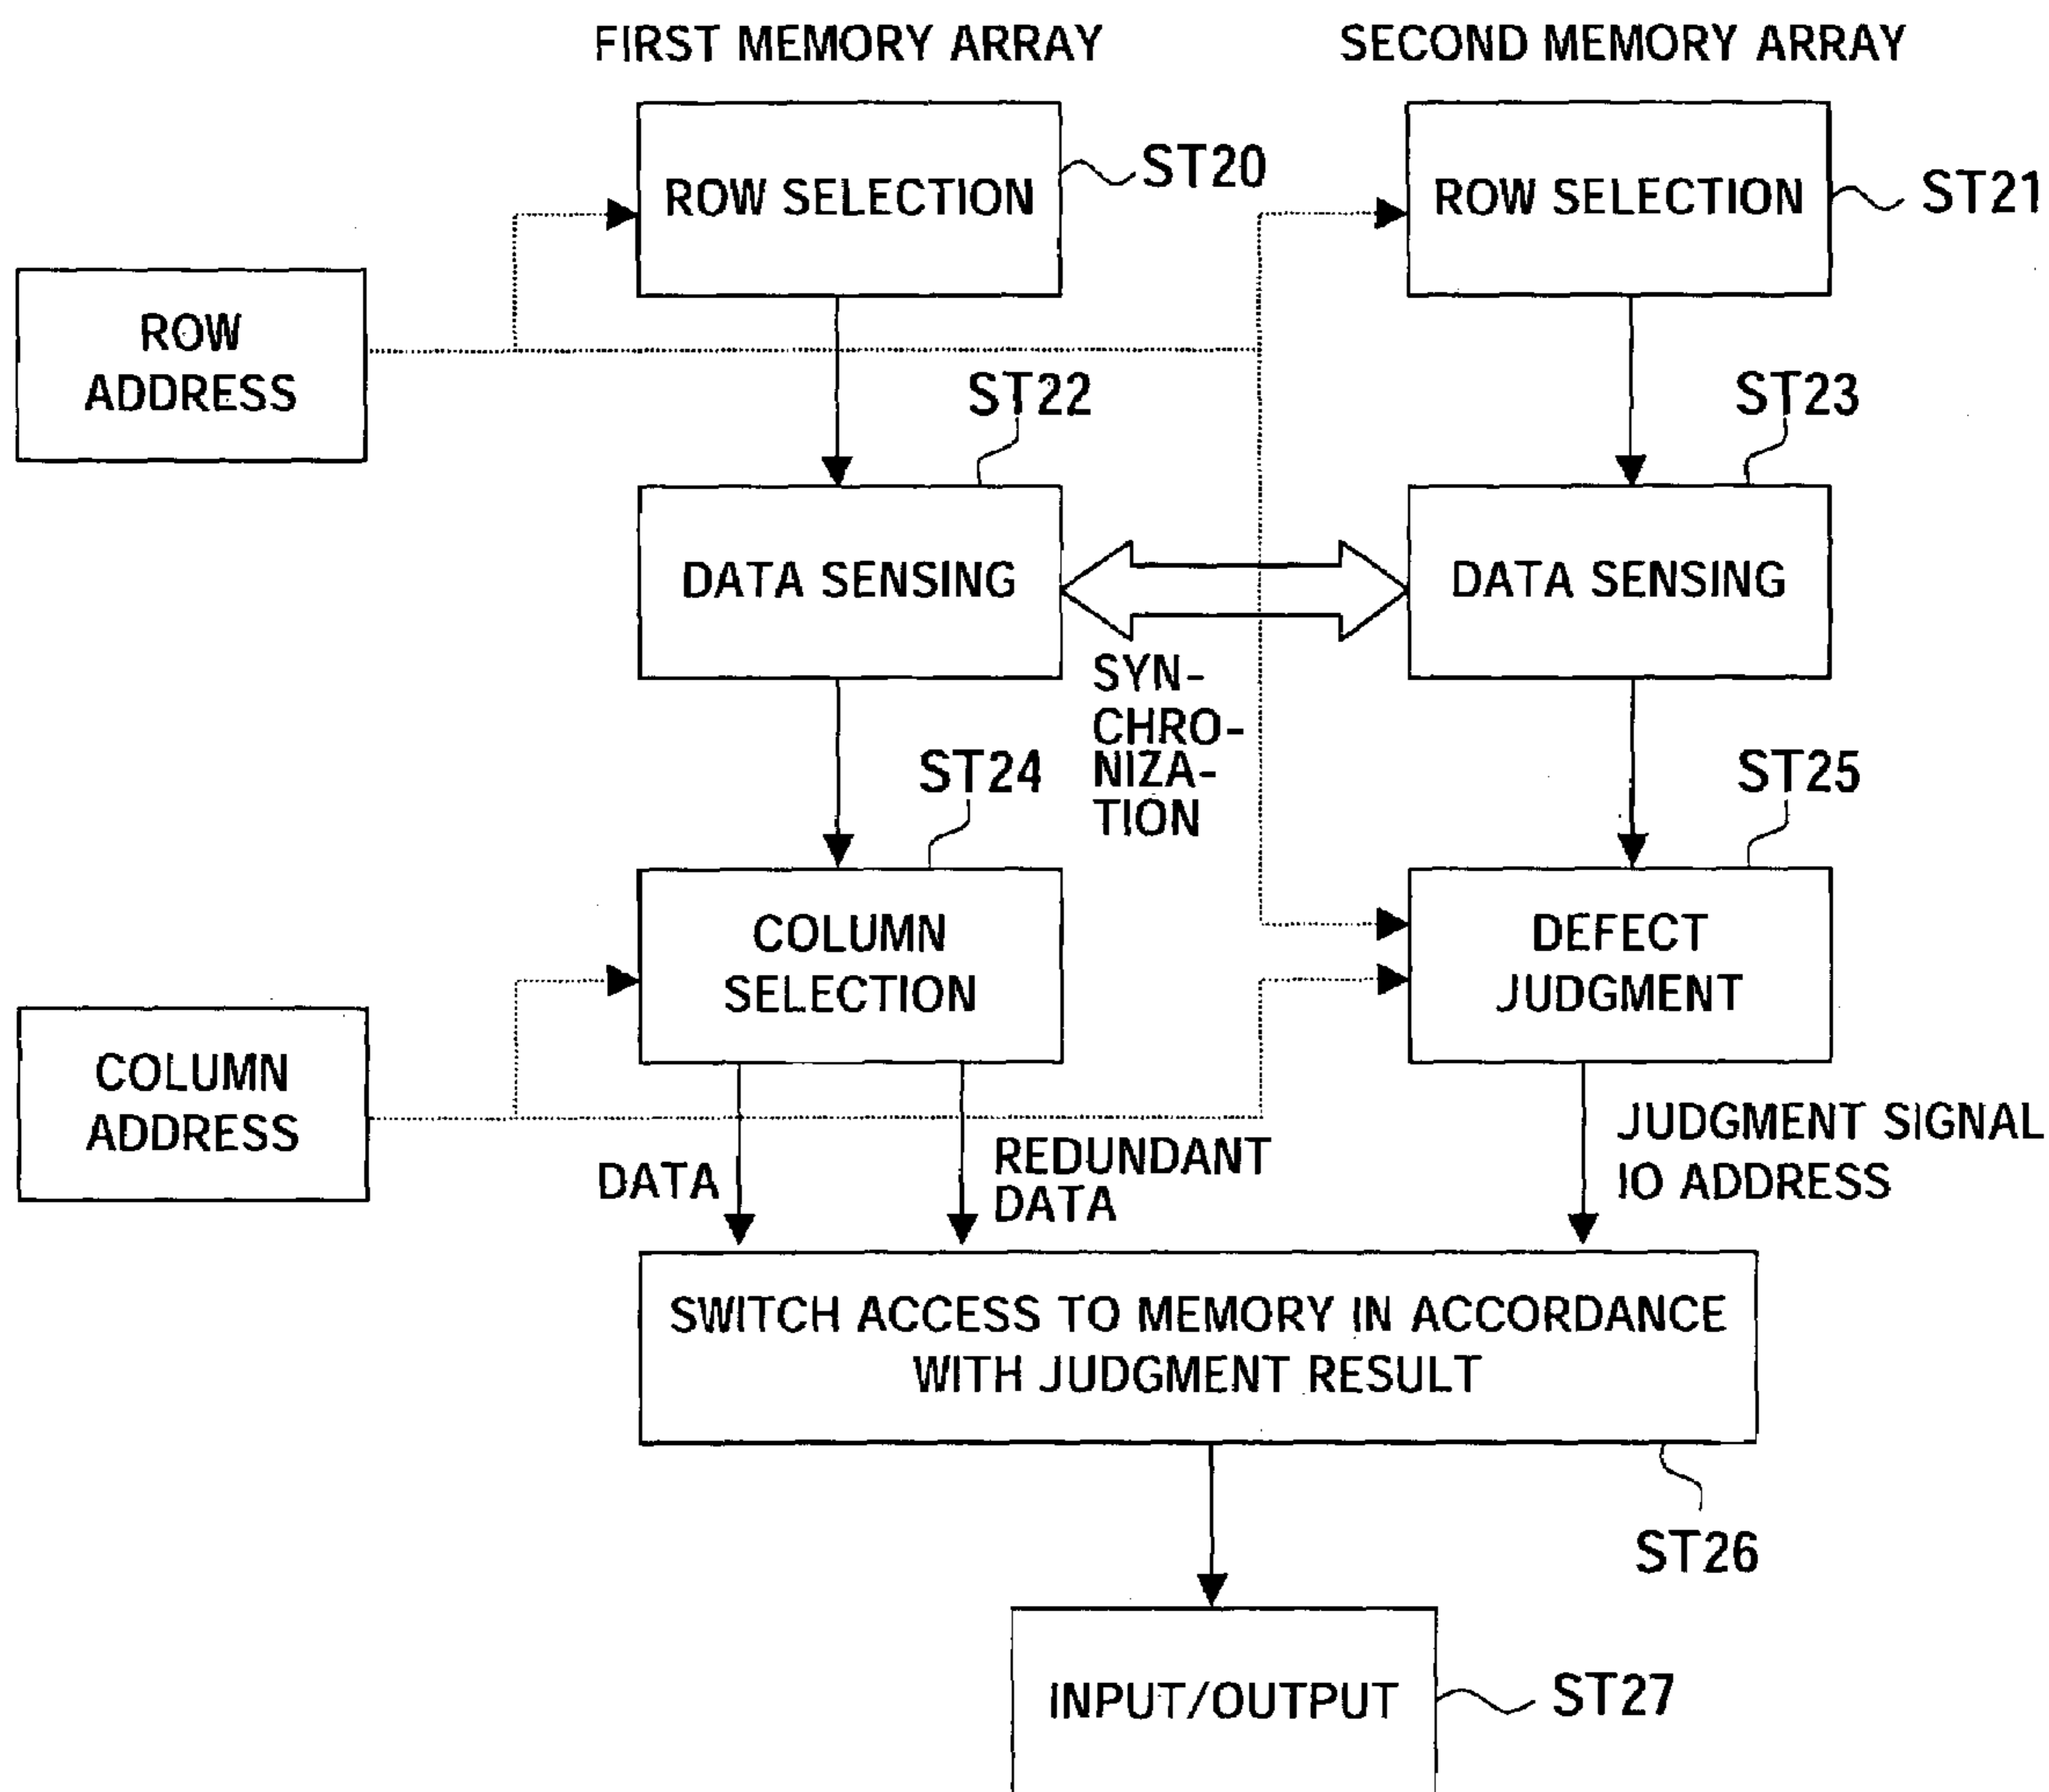 FIRST MEMORY ARRAY
SECOND MEMORY ARRAY
ROW SELECTION
ST20
ROW SELECTION
ST21
ROW
ADDRESS
ST22
ST23
DATA SENSING
DATA SENSING
SYN-
CHRO-
NIZA-
TION
ST24
ST25
COLUMN
SELECTION
DEFECT
JUDGMENT
COLUMN
ADDRESS
DATA
REDUNDANT
DATA
JUDGMENT SIGNAL
IO ADDRESS
SWITCH ACCESS TO MEMORY IN ACCORDANCE
WITH JUDGMENT RESULT
ST26
INPUT/OUTPUT
ST27